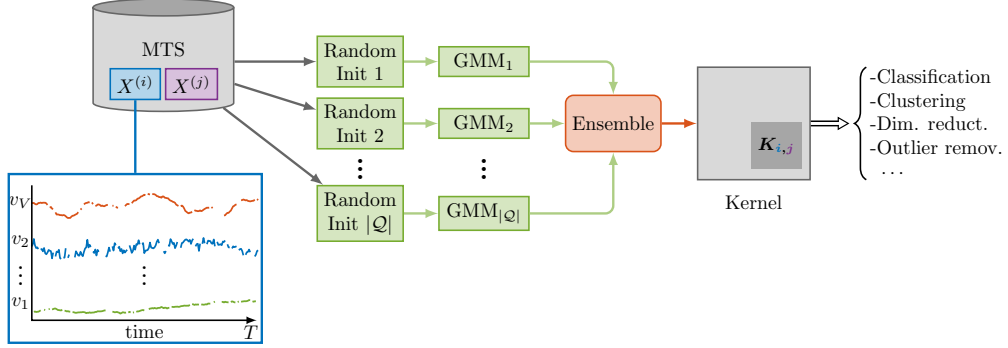 MTS
X^(i) X^(j)
Random
Init 1
GMM_1
Random
Init 2
GMM_2
Random
Init |Q|
GMM_|Q|
Ensemble
K_i,j
Kernel
-Classification
-Clustering
-Dim. reduct.
-Outlier remov.
...
v_V
v_2
v_1
time
T